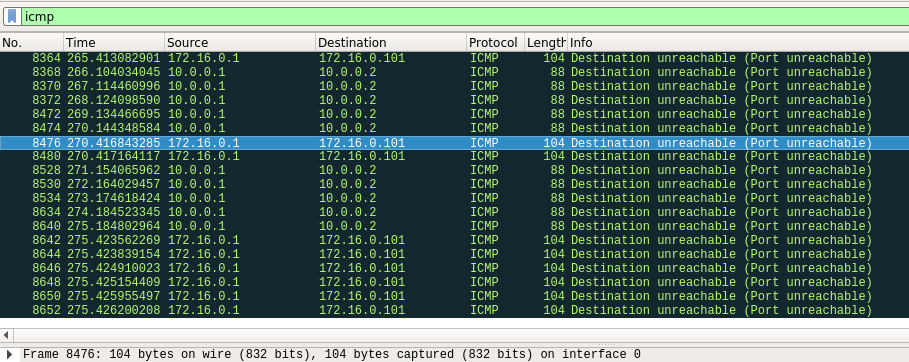 icmp
No. Time Source Destination Protocol Length Info
8364 265.413082901 172.16.0.1 172.16.0.101 ICMP 104 Destination unreachable (Port unreachable)
8368 266.104034045 10.0.0.1 10.0.0.2 ICMP 88 Destination unreachable (Port unreachable)
8370 267.114460996 10.0.0.1 10.0.0.2 ICMP 88 Destination unreachable (Port unreachable)
8372 268.124098590 10.0.0.1 10.0.0.2 ICMP 88 Destination unreachable (Port unreachable)
8472 269.134466695 10.0.0.1 10.0.0.2 ICMP 88 Destination unreachable (Port unreachable)
8474 270.144348584 10.0.0.1 10.0.0.2 ICMP 88 Destination unreachable (Port unreachable)
8476 270.416843285 172.16.0.1 172.16.0.101 ICMP 104 Destination unreachable (Port unreachable)
8480 270.417164117 172.16.0.1 172.16.0.101 ICMP 104 Destination unreachable (Port unreachable)
8528 271.154065962 10.0.0.1 10.0.0.2 ICMP 88 Destination unreachable (Port unreachable)
8530 272.164029457 10.0.0.1 10.0.0.2 ICMP 88 Destination unreachable (Port unreachable)
8534 273.174618424 10.0.0.1 10.0.0.2 ICMP 88 Destination unreachable (Port unreachable)
8634 274.184523345 10.0.0.1 10.0.0.2 ICMP 88 Destination unreachable (Port unreachable)
8640 275.184802964 10.0.0.1 10.0.0.2 ICMP 88 Destination unreachable (Port unreachable)
8642 275.423562269 172.16.0.1 172.16.0.101 ICMP 104 Destination unreachable (Port unreachable)
8644 275.423839154 172.16.0.1 172.16.0.101 ICMP 104 Destination unreachable (Port unreachable)
8646 275.424910023 172.16.0.1 172.16.0.101 ICMP 104 Destination unreachable (Port unreachable)
8648 275.425154409 172.16.0.1 172.16.0.101 ICMP 104 Destination unreachable (Port unreachable)
8650 275.425955497 172.16.0.1 172.16.0.101 ICMP 104 Destination unreachable (Port unreachable)
8652 275.426200208 172.16.0.1 172.16.0.101 ICMP 104 Destination unreachable (Port unreachable)
Frame 8476: 104 bytes on wire (832 bits), 104 bytes captured (832 bits) on interface 0